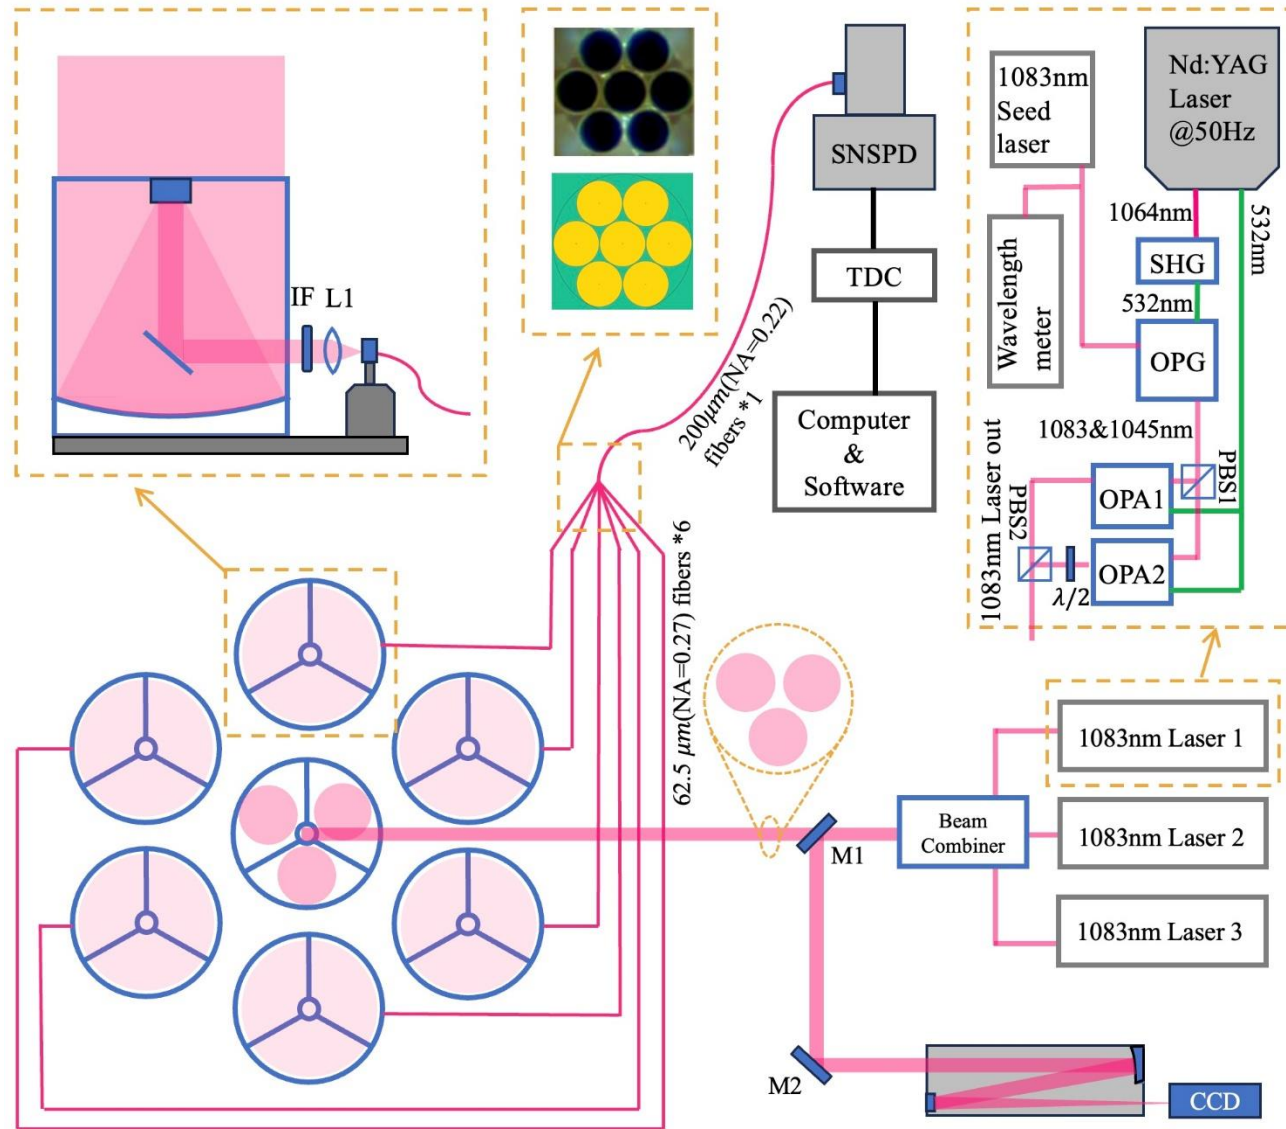 IF L1
200μm(NA=0.22)
fibers *1
SNSPD
TDC
Computer
&
Software
1083nm
Seed
laser
Nd:YAG
Laser
@50Hz
Wavelength
meter
1064nm
532nm
SHG
532nm
OPG
1083&1045nm
PBS1
OPA1
PBS2
OPA2
λ/2
1083nm Laser out
62.5 μm(NA=0.27) fibers *6
M1
Beam
Combiner
1083nm Laser 1
1083nm Laser 2
1083nm Laser 3
M2
CCD